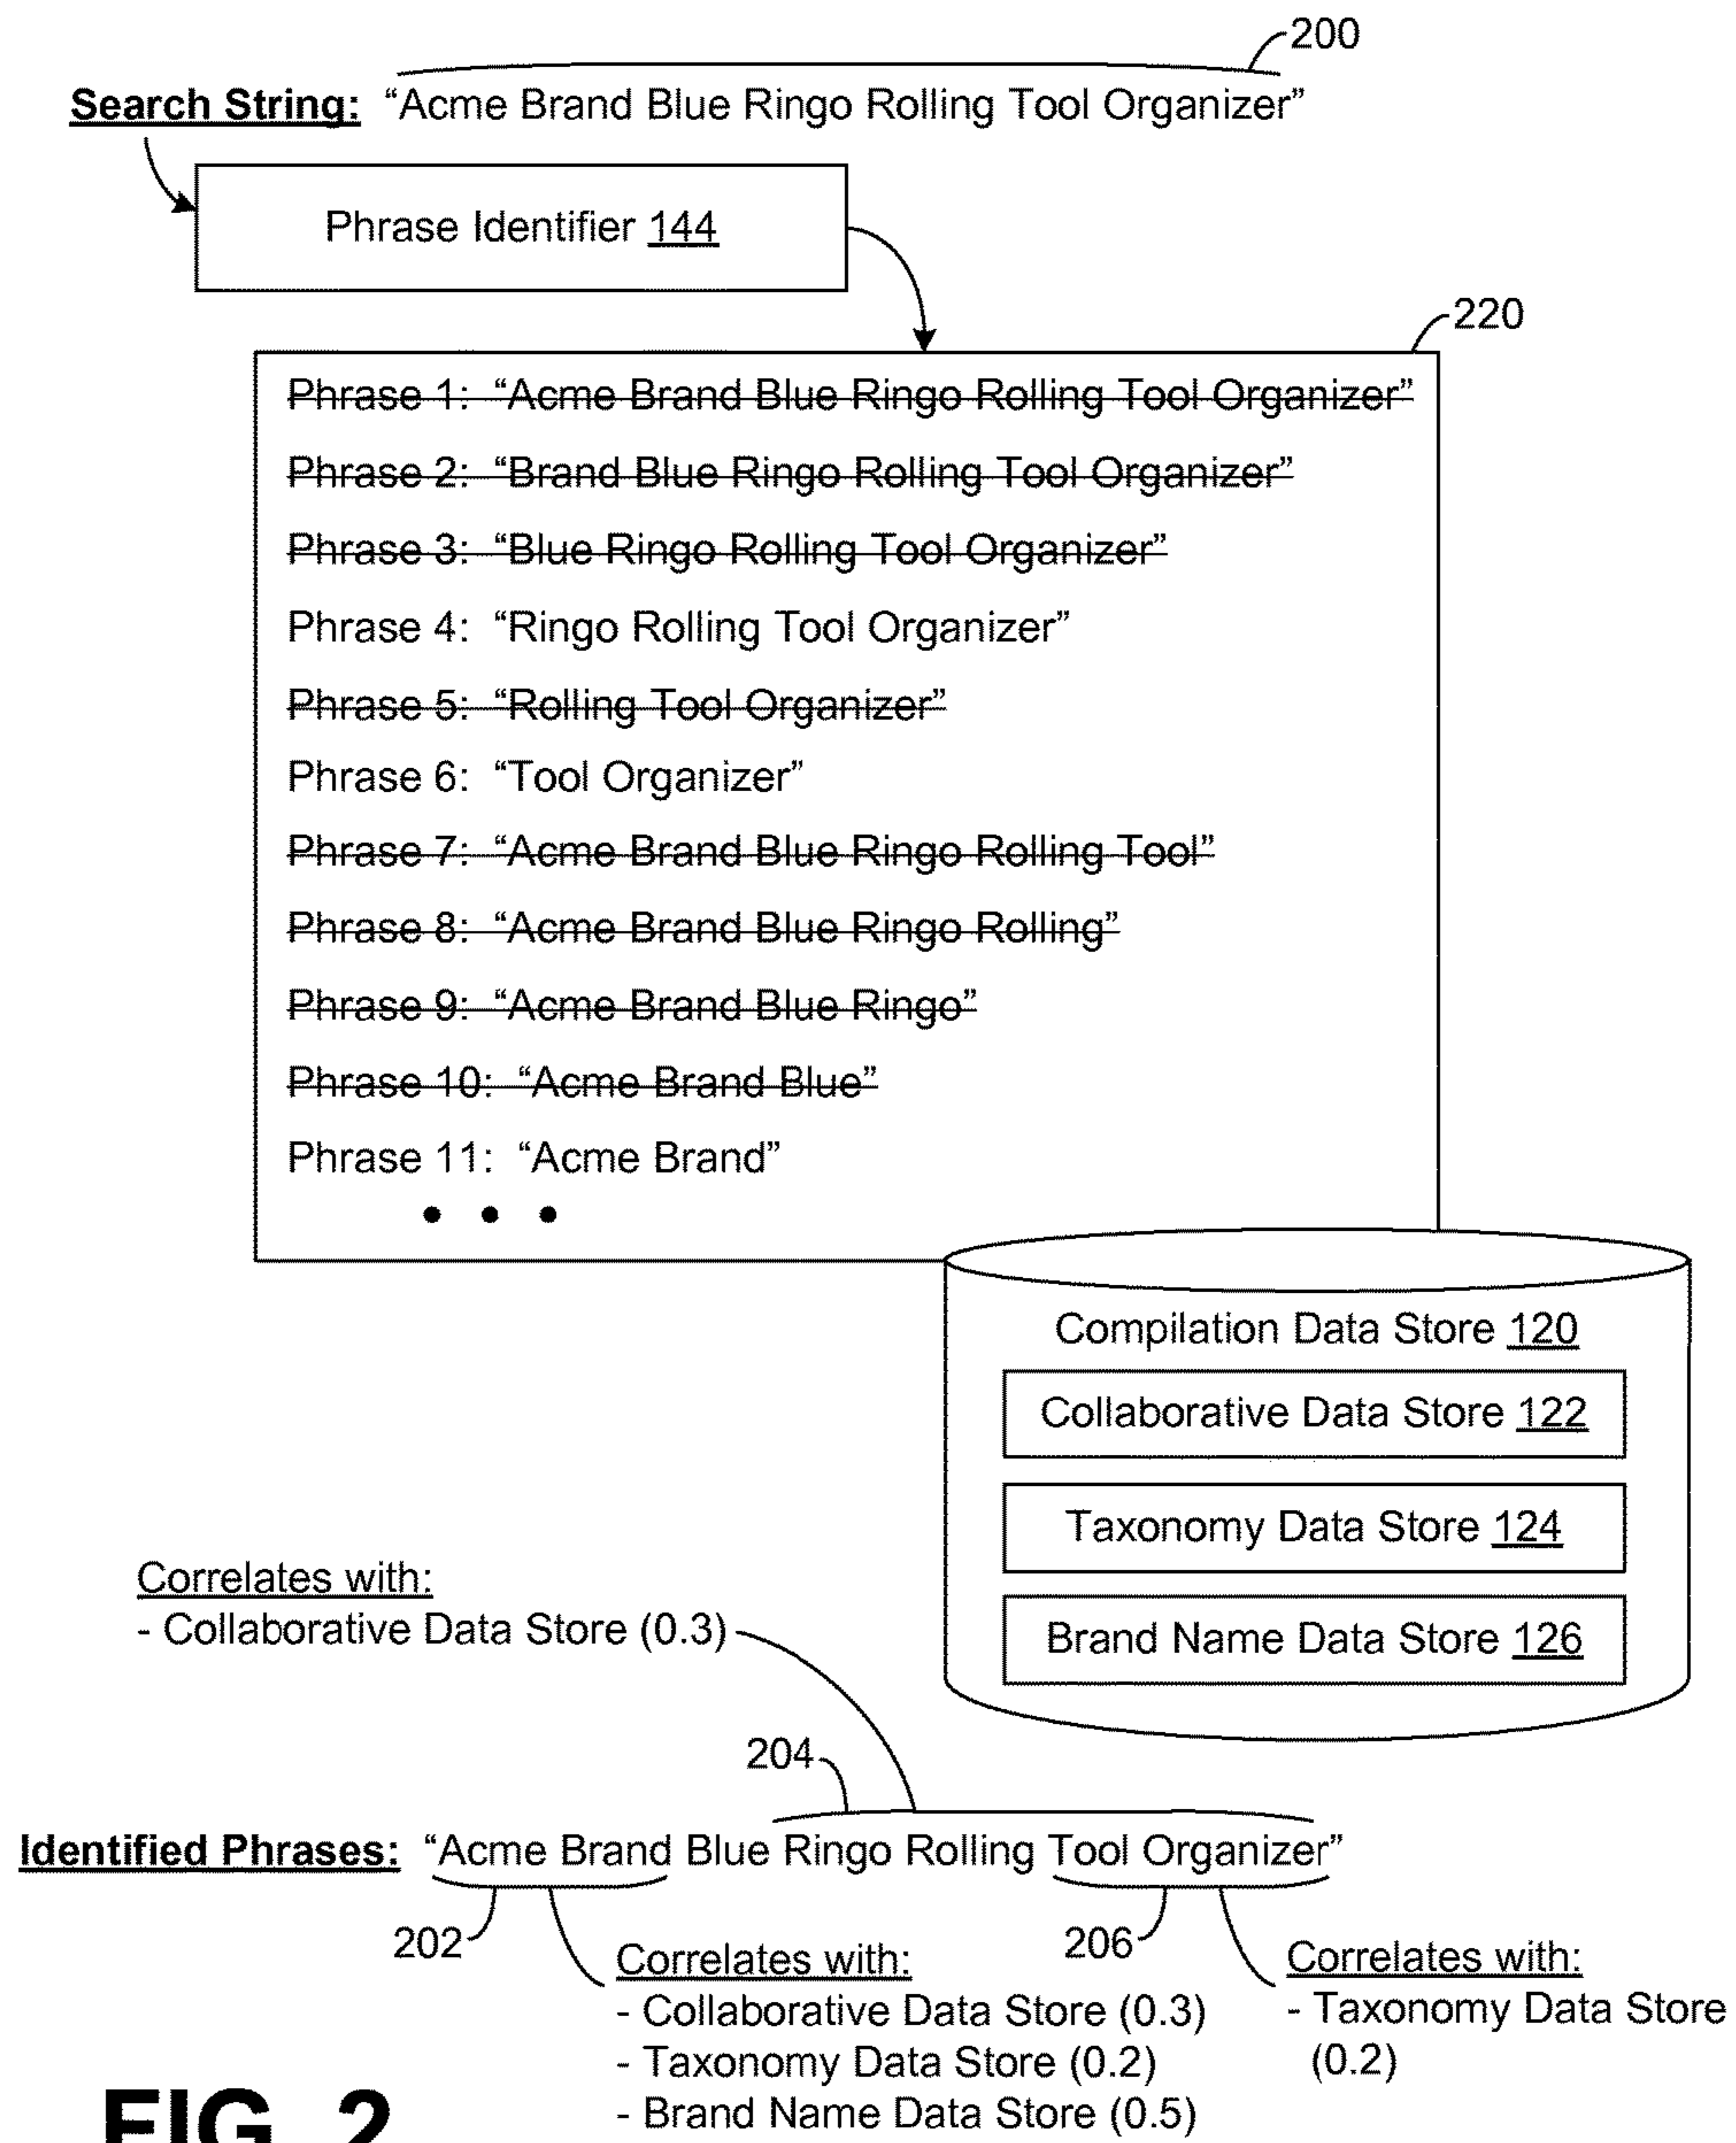 200
Search String: “Acme Brand Blue Ringo Rolling Tool Organizer”
Phrase Identifier 144
220
Phrase 1: “Acme Brand Blue Ringo Rolling Tool Organizer”
Phrase 2: “Brand Blue Ringo Rolling Tool Organizer”
Phrase 3: “Blue Ringo Rolling Tool Organizer”
Phrase 4: “Ringo Rolling Tool Organizer”
Phrase 5: “Rolling Tool Organizer”
Phrase 6: “Tool Organizer”
Phrase 7: “Acme Brand Blue Ringo Rolling Tool”
Phrase 8: “Acme Brand Blue Ringo Rolling”
Phrase 9: “Acme Brand Blue Ringo”
Phrase 10: “Acme Brand Blue”
Phrase 11: “Acme Brand”
• • •
Compilation Data Store 120
Collaborative Data Store 122
Taxonomy Data Store 124
Brand Name Data Store 126
Correlates with:
- Collaborative Data Store (0.3)
204
Identified Phrases: “Acme Brand Blue Ringo Rolling Tool Organizer”
202
Correlates with:
- Collaborative Data Store (0.3)
- Taxonomy Data Store (0.2)
- Brand Name Data Store (0.5)
206
Correlates with:
- Taxonomy Data Store
(0.2)
FIG. 2